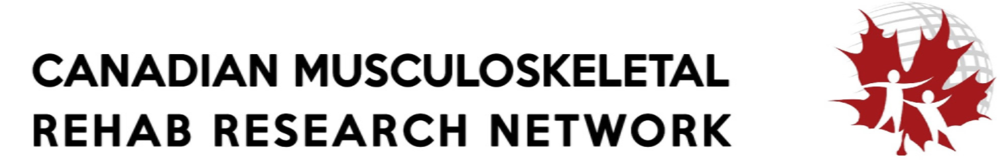 CANADIAN MUSCULOSKELETAL
REHAB RESEARCH NETWORK